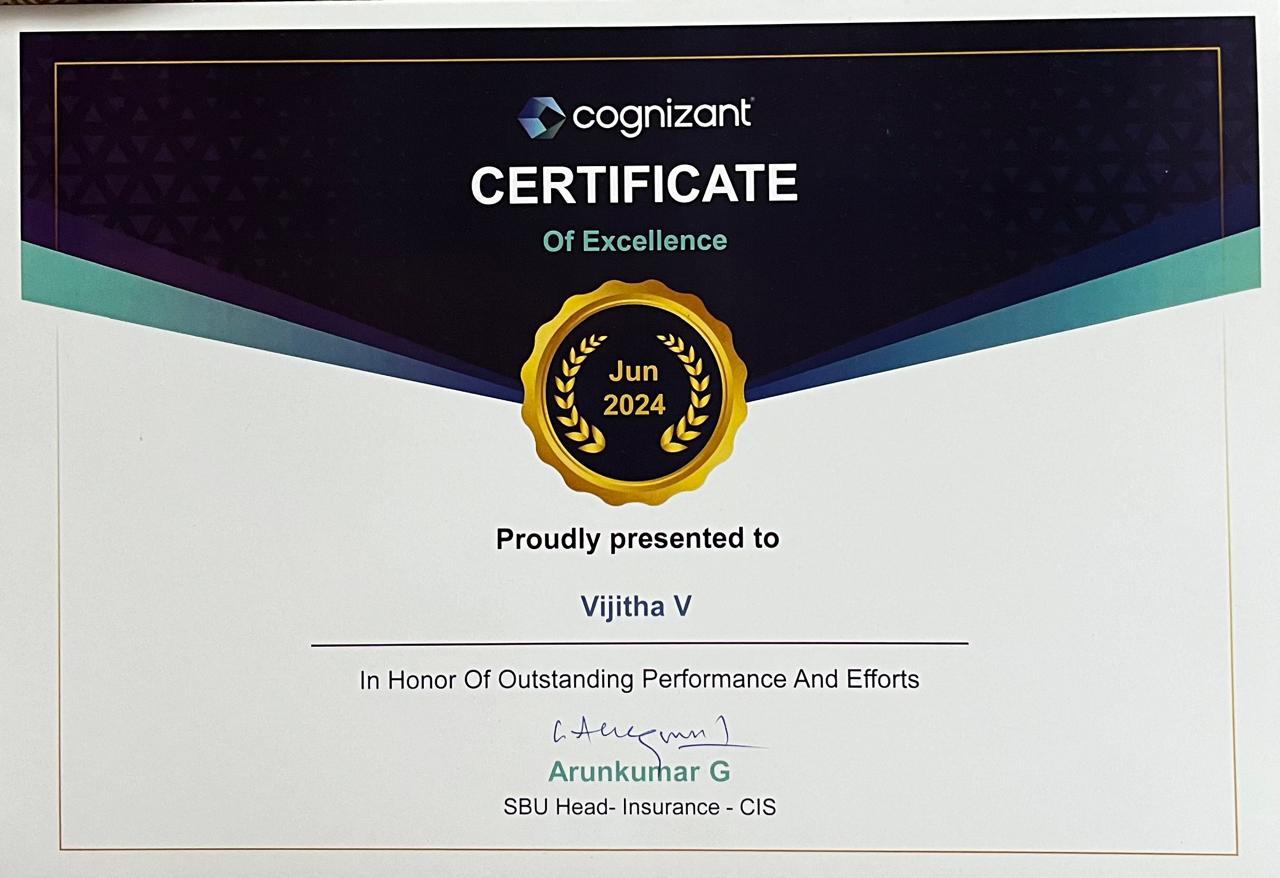 cognizant
CERTIFICATE
Of Excellence
Jun
2024
Proudly presented to
Vijitha V
In Honor Of Outstanding Performance And Efforts
Arunkumar G
SBU Head- Insurance - CIS